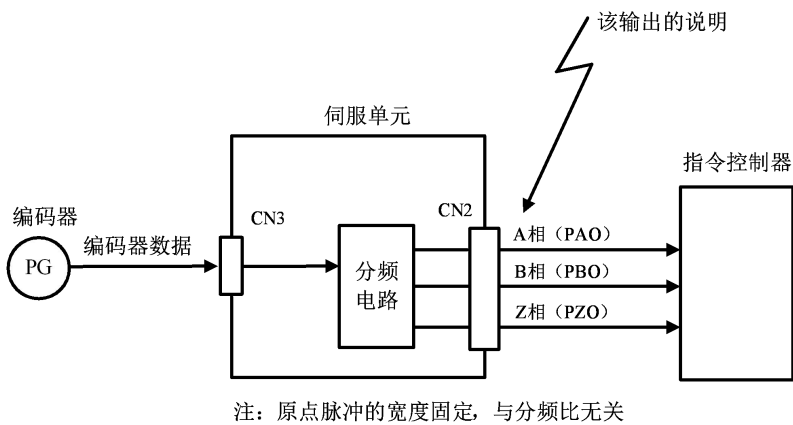 该输出的说明
伺服单元
指令控制器
编码器
CN3
CN2
PG
编码器数据
分频
电路
A相（PAO）
B相（PBO）
Z相（PZO）
注：原点脉冲的宽度固定，与分频比无关